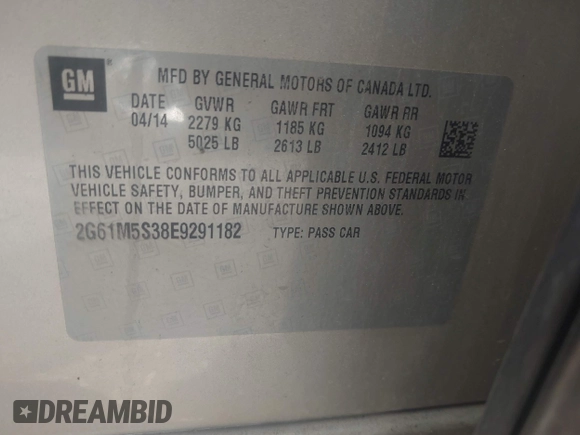 GM
®
MFD BY GENERAL MOTORS OF CANADA LTD.
DATE GVWR GAWR FRT GAWR RR
04/14 2279 KG 1185 KG 1094 KG
5025 LB 2613 LB 2412 LB
THIS VEHICLE CONFORMS TO ALL APPLICABLE U.S. FEDERAL MOTOR
VEHICLE SAFETY, BUMPER, AND THEFT PREVENTION STANDARDS IN
EFFECT ON THE DATE OF MANUFACTURE SHOWN ABOVE.
2G61M5S38E9291182 TYPE: PASS CAR
DREAMBID